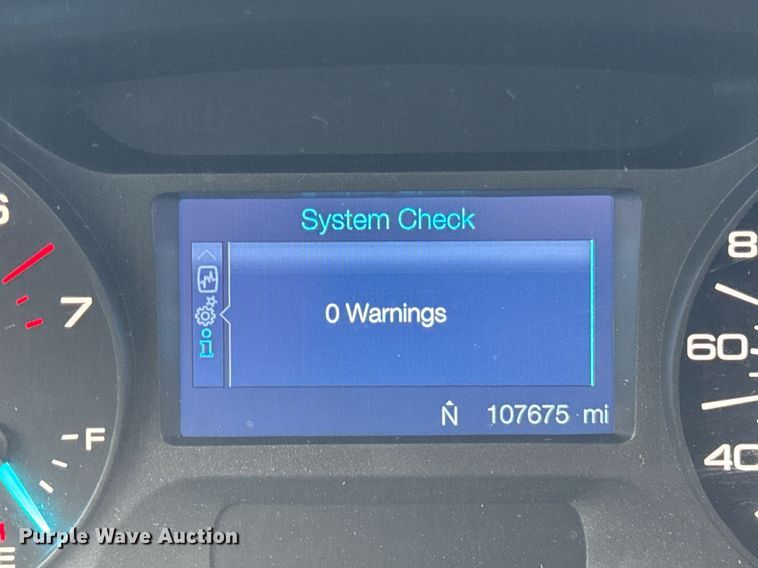 System Check
0 Warnings
N 107675 mi
6
7
F
E
8
60
40
Purple Wave Auction